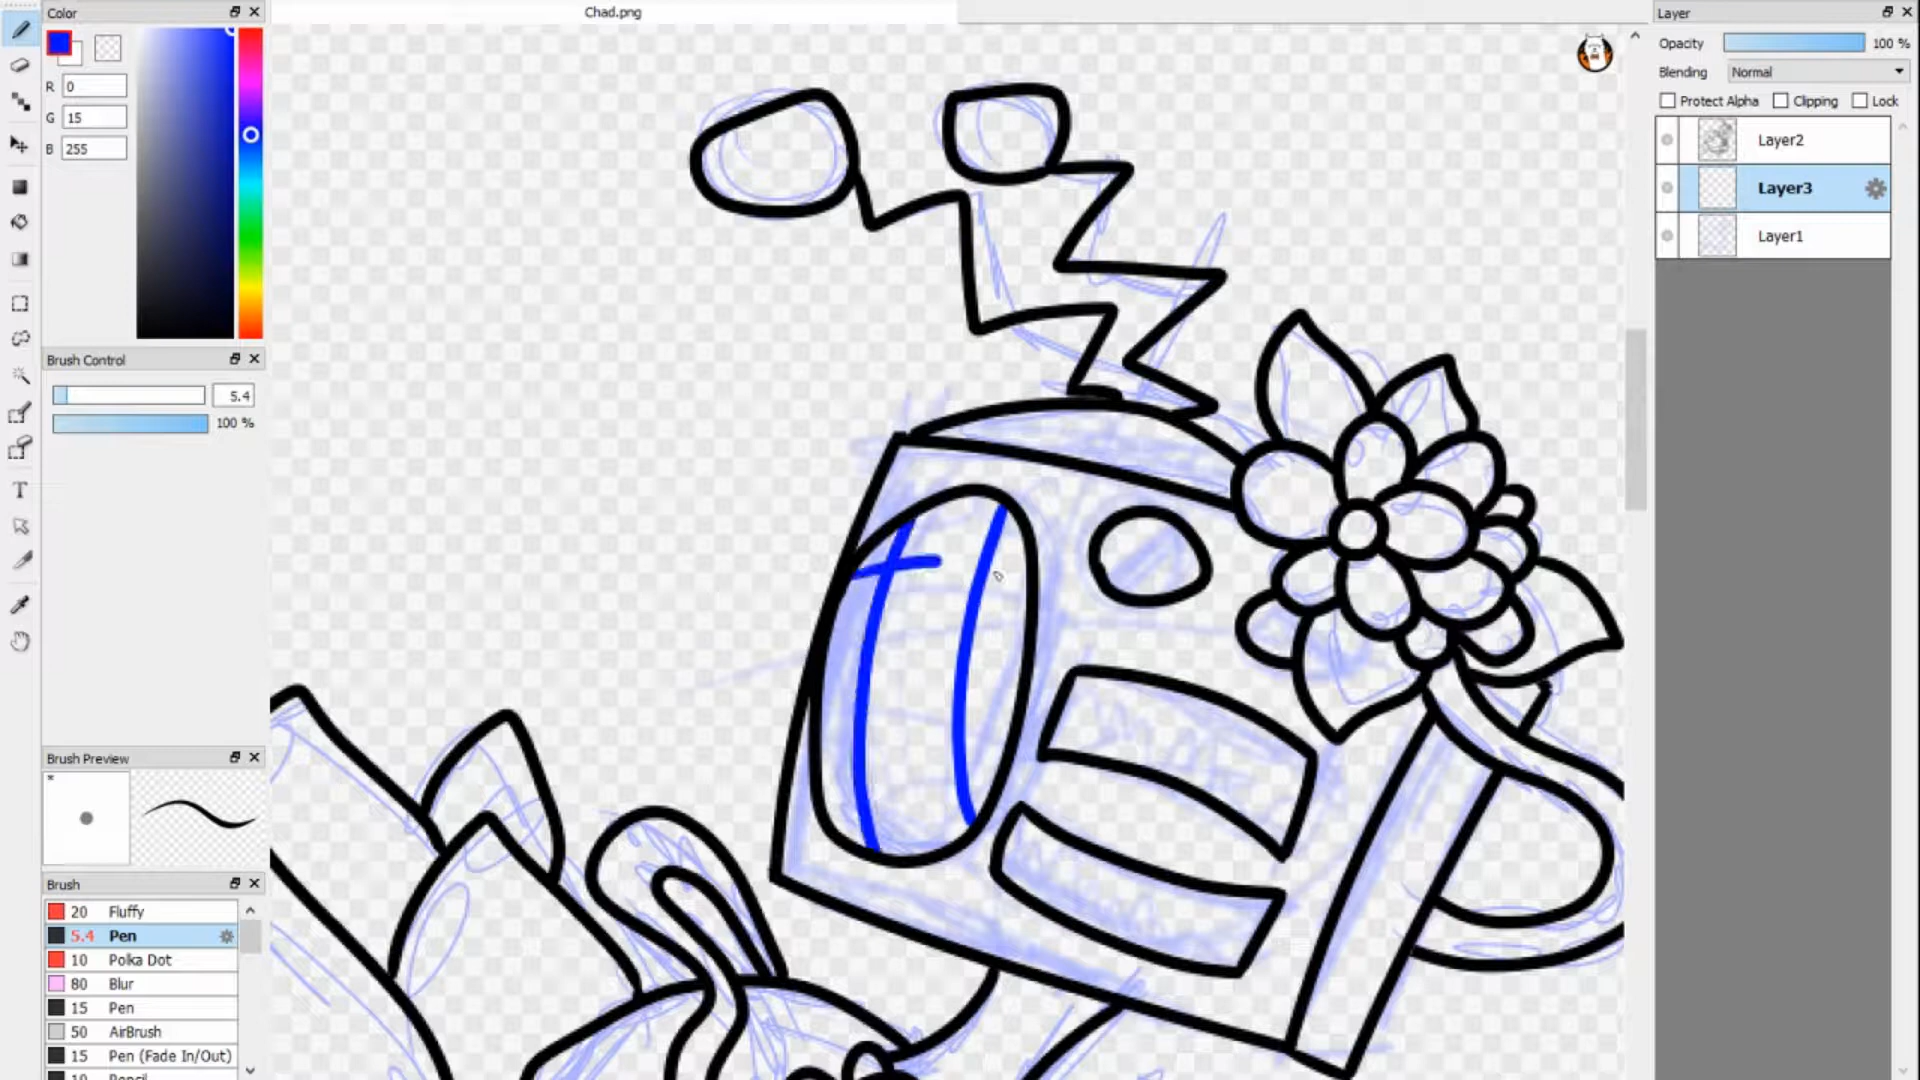 Color
Chad.png
Layer
R 0
G 15
B 255
Opacity 100 %
Blending Normal
Protect Alpha Clipping Lock
Layer2
Layer3
Layer1
Brush Control
5.4
100 %
T
Brush Preview
*
Brush
20 Fluffy
5.4 Pen
10 Polka Dot
80 Blur
15 Pen
50 AirBrush
15 Pen (Fade In/Out)
10 Pencil